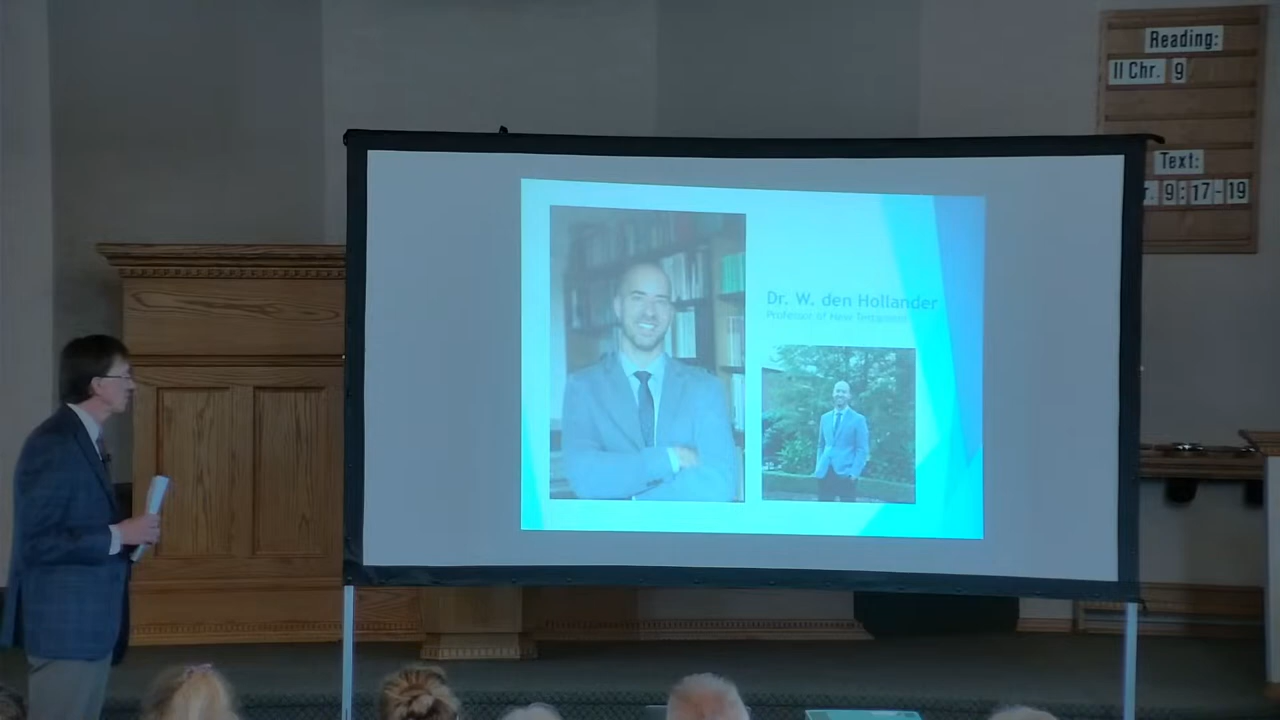 Reading:
II Chr. 9
Text:
r. 9:17-19
Dr. W. den Hollander
Professor of New Testament